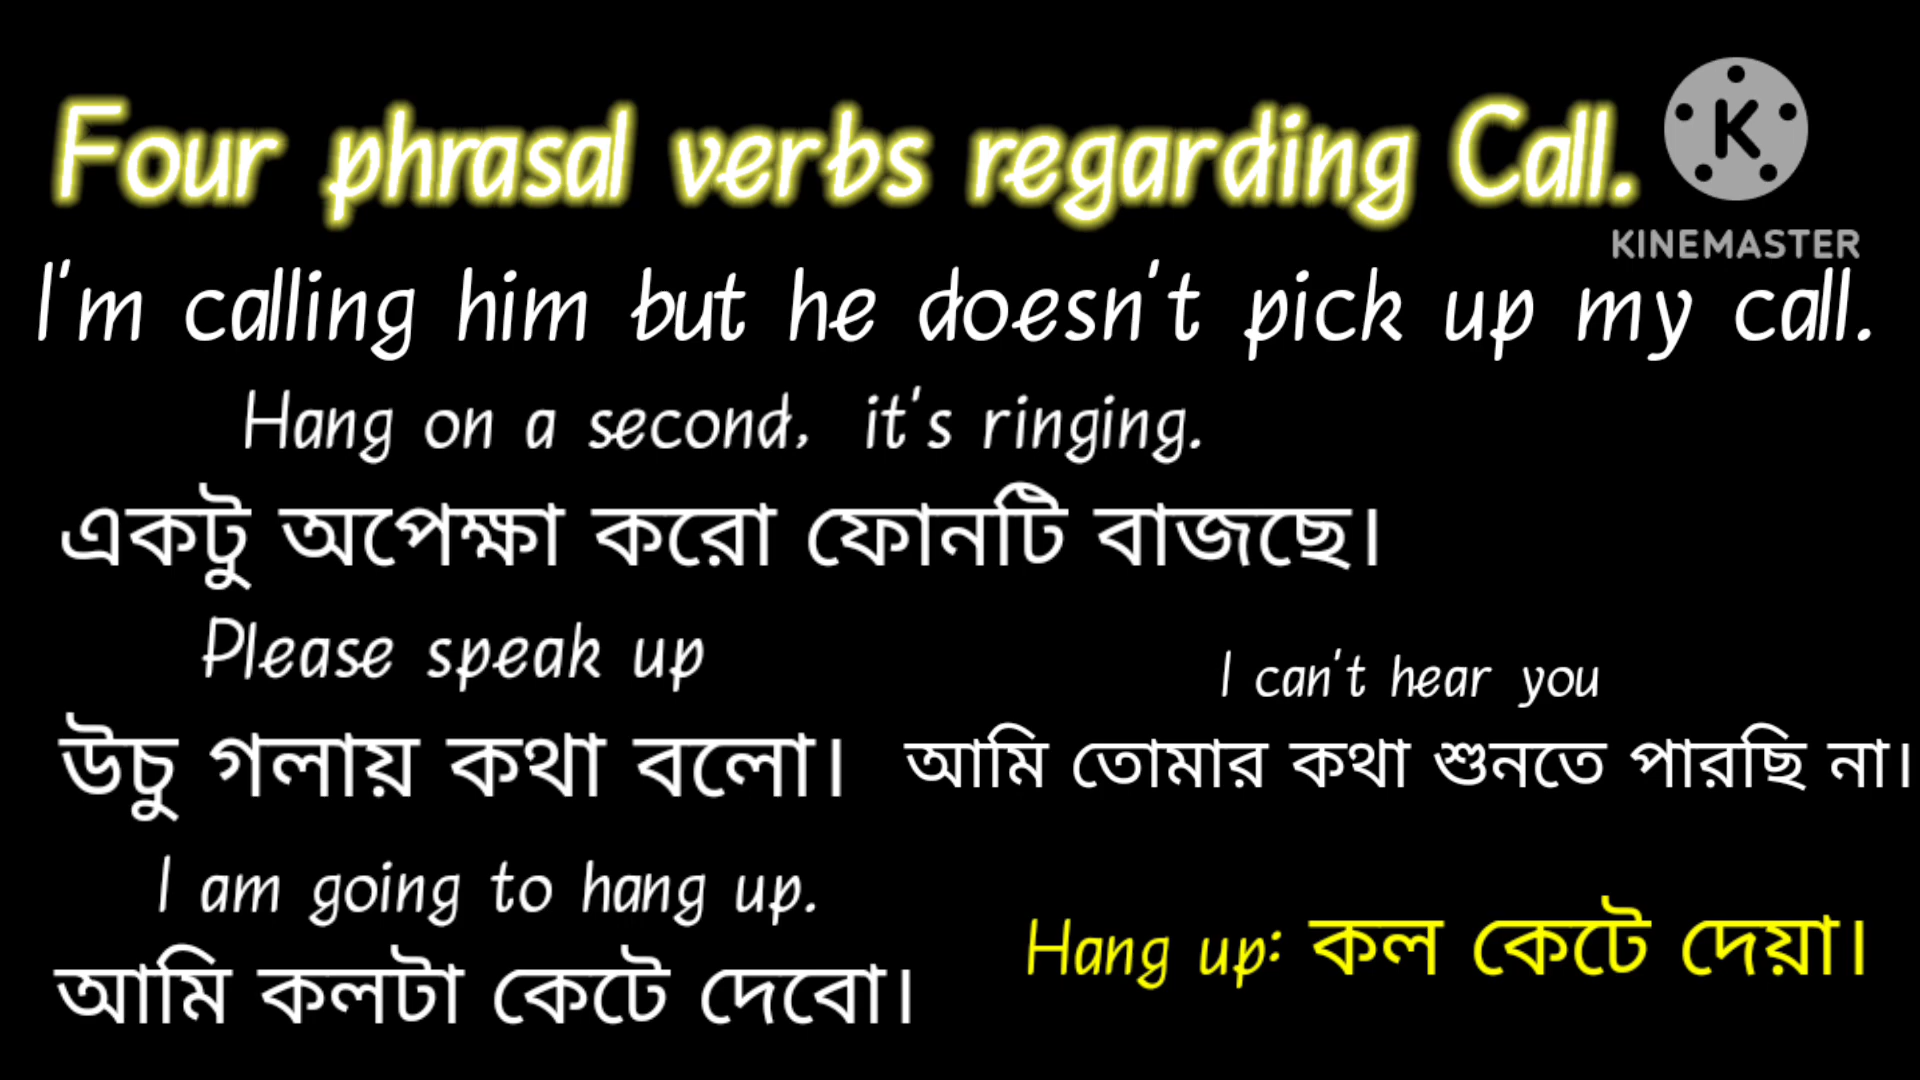 Four phrasal verbs regarding Call.
K
KINEMASTER
I'm calling him but he doesn't pick up my call.
Hang on a second, it's ringing.
একটু অপেক্ষা করো ফোনটি বাজছে।
Please speak up
I can't hear you
উচু গলায় কথা বলো।
আমি তোমার কথা শুনতে পারছি না।
I am going to hang up.
Hang up: কল কেটে দেয়া।
আমি কলটা কেটে দেবো।